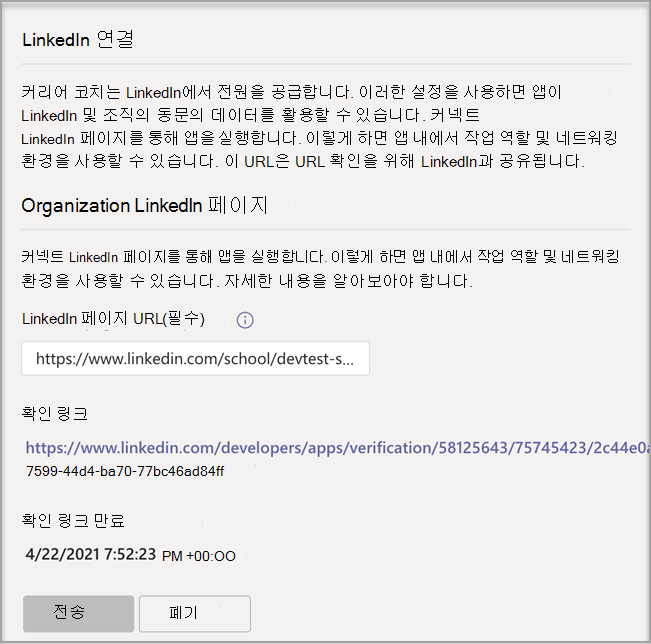 LinkedIn 연결
커리어 코치는 LinkedIn에서 전원을 공급합니다. 이러한 설정을 사용하면 앱이
LinkedIn 및 조직의 동문의 데이터를 활용할 수 있습니다. 커넥트
LinkedIn 페이지를 통해 앱을 실행합니다. 이렇게 하면 앱 내에서 작업 역할 및 네트워킹
환경을 사용할 수 있습니다. 이 URL은 URL 확인을 위해 LinkedIn과 공유됩니다.
Organization LinkedIn 페이지
커넥트 LinkedIn 페이지를 통해 앱을 실행합니다. 이렇게 하면 앱 내에서 작업 역할 및 네트워킹
환경을 사용할 수 있습니다. 자세한 내용을 알아보아야 합니다.
LinkedIn 페이지 URL(필수)
https://www.linkedin.com/school/devtest-s...
확인 링크
https://www.linkedin.com/developers/apps/verification/58125643/75745423/2c44e0a
7599-44d4-ba70-77bc46ad84ff
확인 링크 만료
4/22/2021 7:52:23 PM +00:OO
전송 폐기